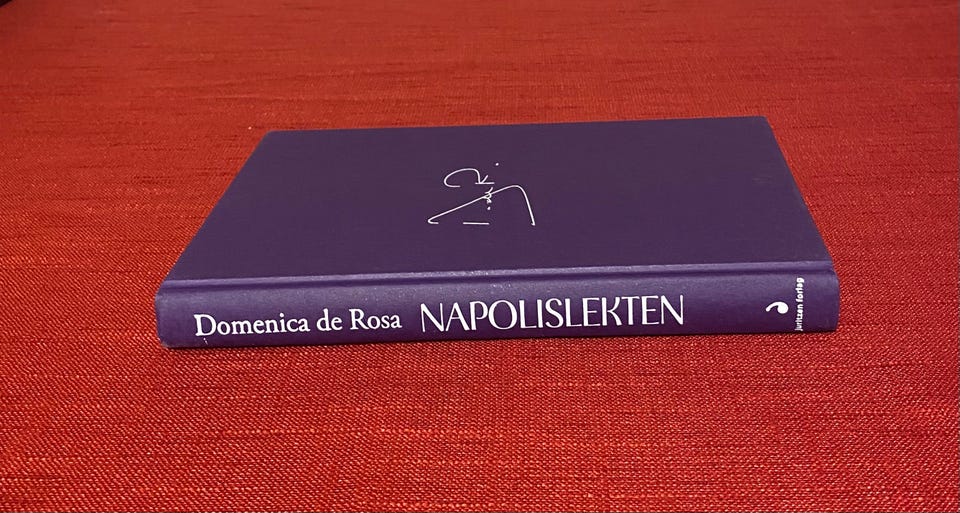 Domenica de Rosa NAPOLISLEKTEN
juritzen forlag